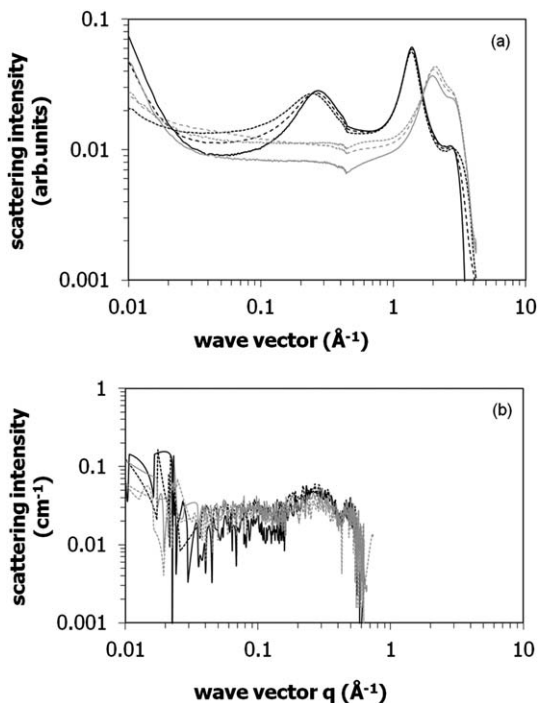 0.1
(a)
scattering intensity
(arb.units)
0.01
0.001
0.01
0.1
1
10
wave vector (Å-1)
1
(b)
scattering intensity
(cm-1)
0.1
0.01
0.001
0.01
0.1
1
10
wave vector q (Å-1)